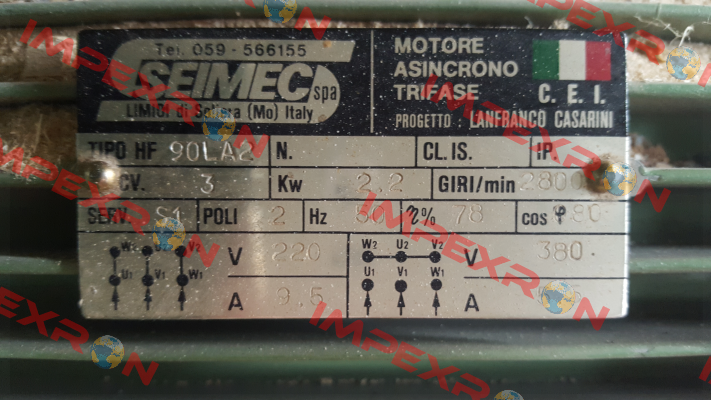 Tel. 059 - 566155
SEIMEC spa
LIMIDI di Soliera (Mo) Italy
MOTORE
ASINCRONO
TRIFASE C. E. I.
PROGETTO LANFRANCO CASARINI
TIPO HF 90LA2 N. CL. IS. IP
CV. 3 Kw 2.2 GIRI/min 2800
SERV. S1 POLI 2 Hz 50 η% 78 cos φ
W2 U2 V2
U1 V1 W1
V 220
A 9.5
W2 U2 V2
U1 V1 W1
V 380
A
IMPEXRON